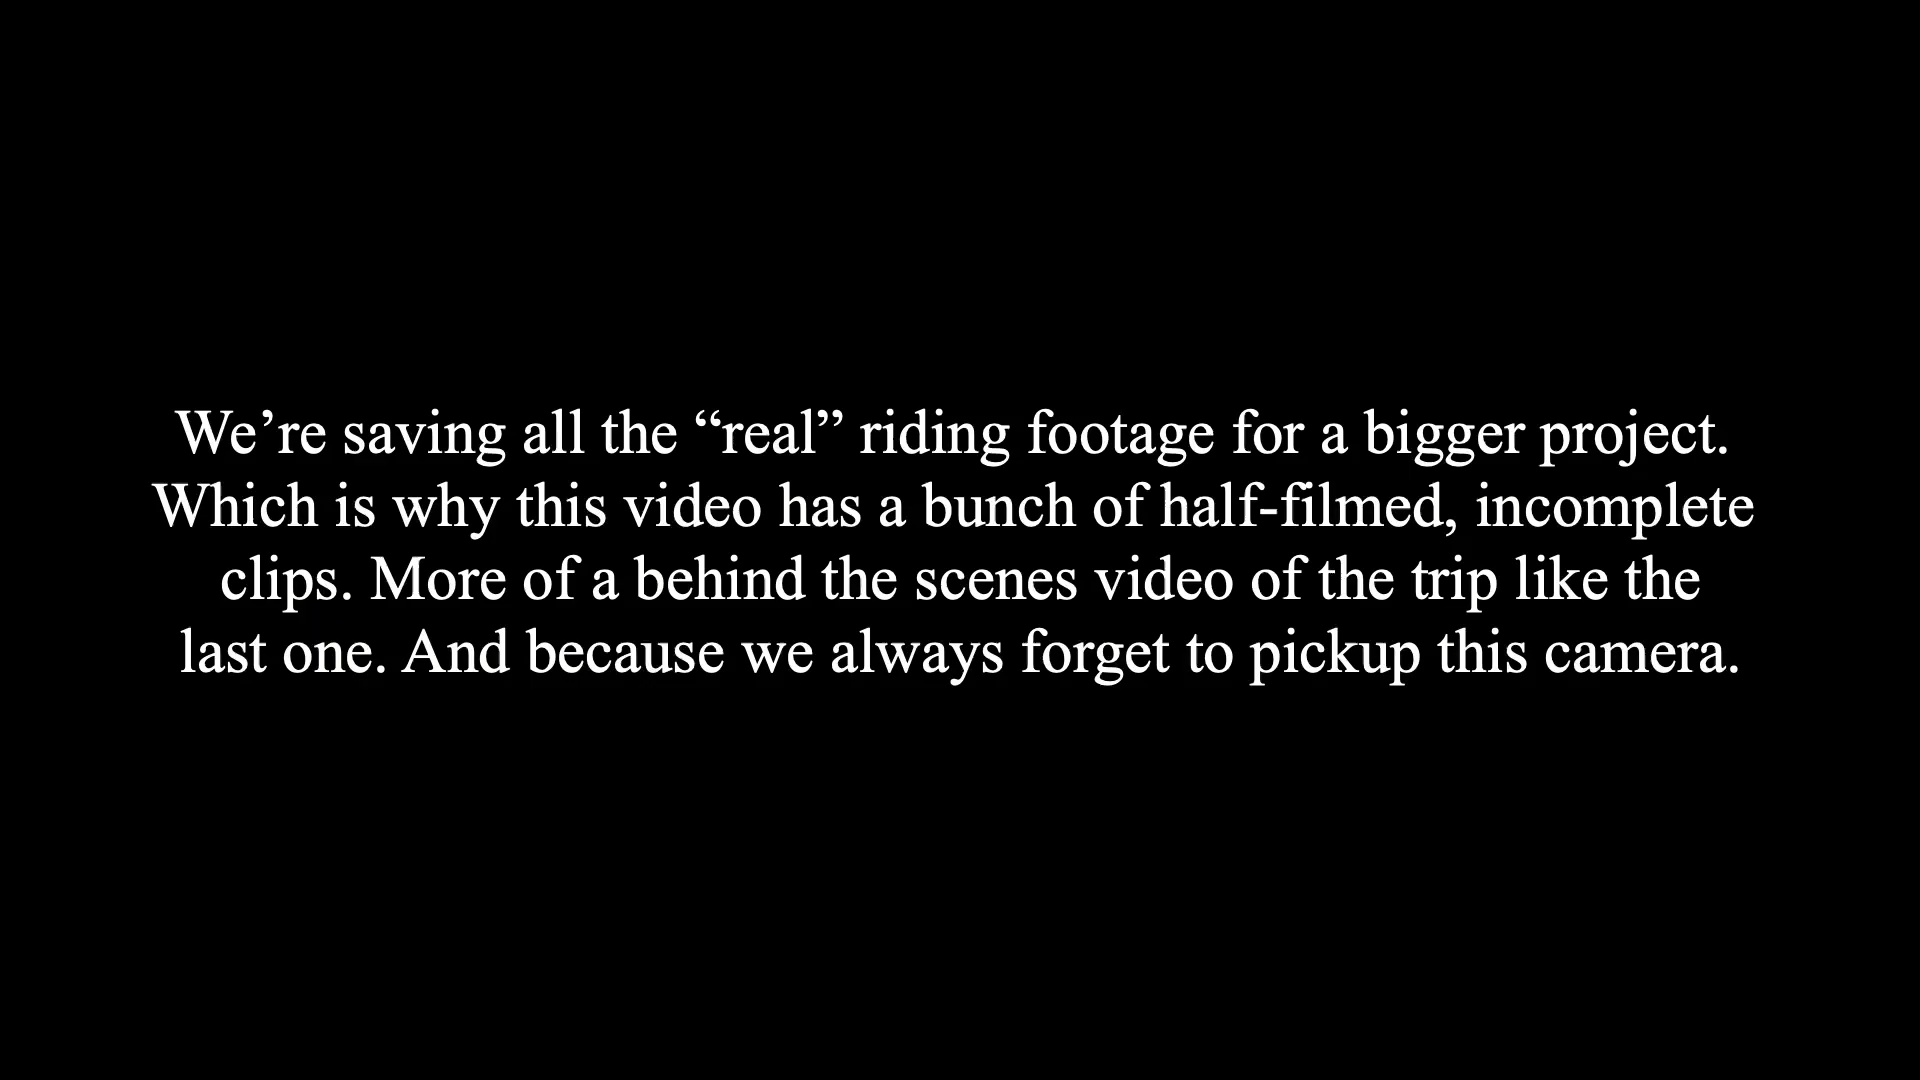 We’re saving all the “real” riding footage for a bigger project.
Which is why this video has a bunch of half-filmed, incomplete
clips. More of a behind the scenes video of the trip like the
last one. And because we always forget to pickup this camera.